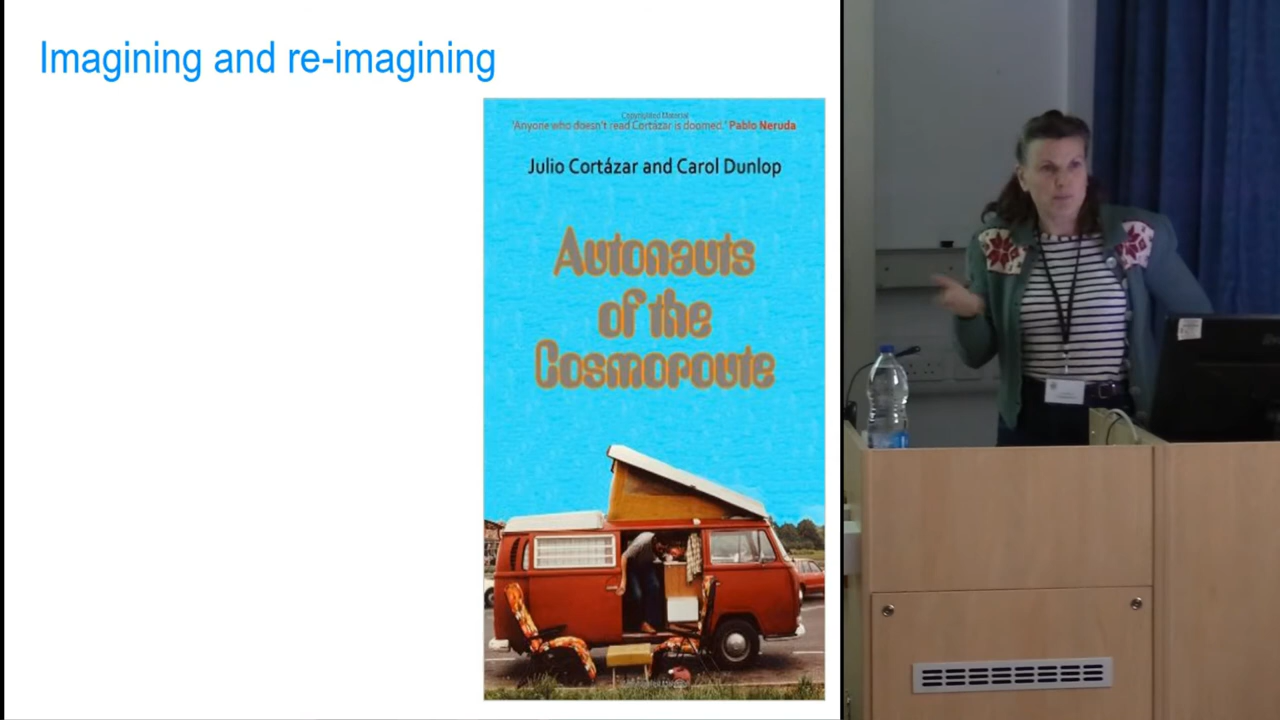 Imagining and re-imagining
Copyrighted Material
'Anyone who doesn't read Cortázar is doomed.' Pablo Neruda
Julio Cortázar and Carol Dunlop
Autonauts
of the
Cosmoroute